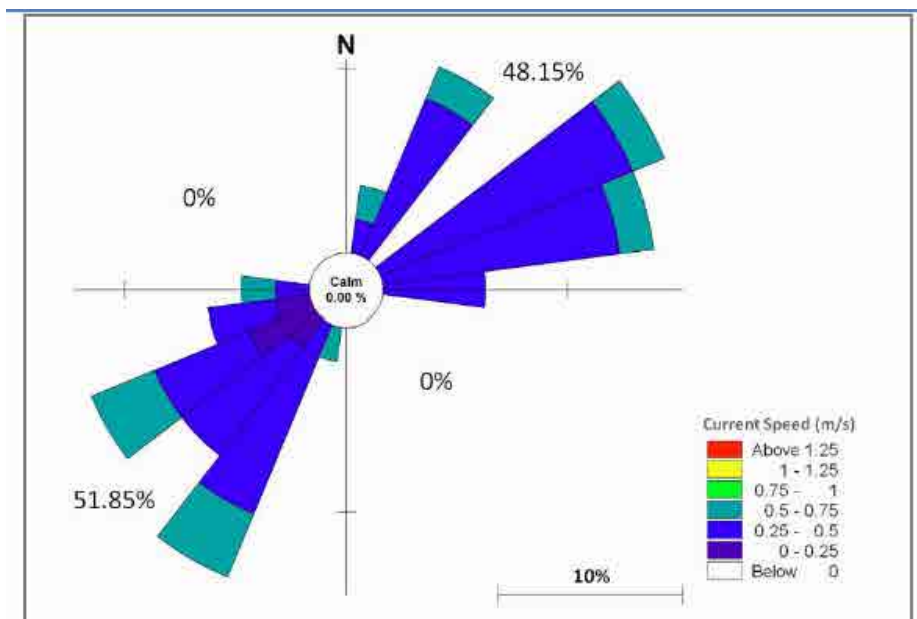 N
48.15%
0%
Calm
0.00 %
0%
51.85%
Current Speed (m/s)
Above 1.25
1 - 1.25
0.75 - 1
0.5 - 0.75
0.25 - 0.5
0 - 0.25
Below 0
10%